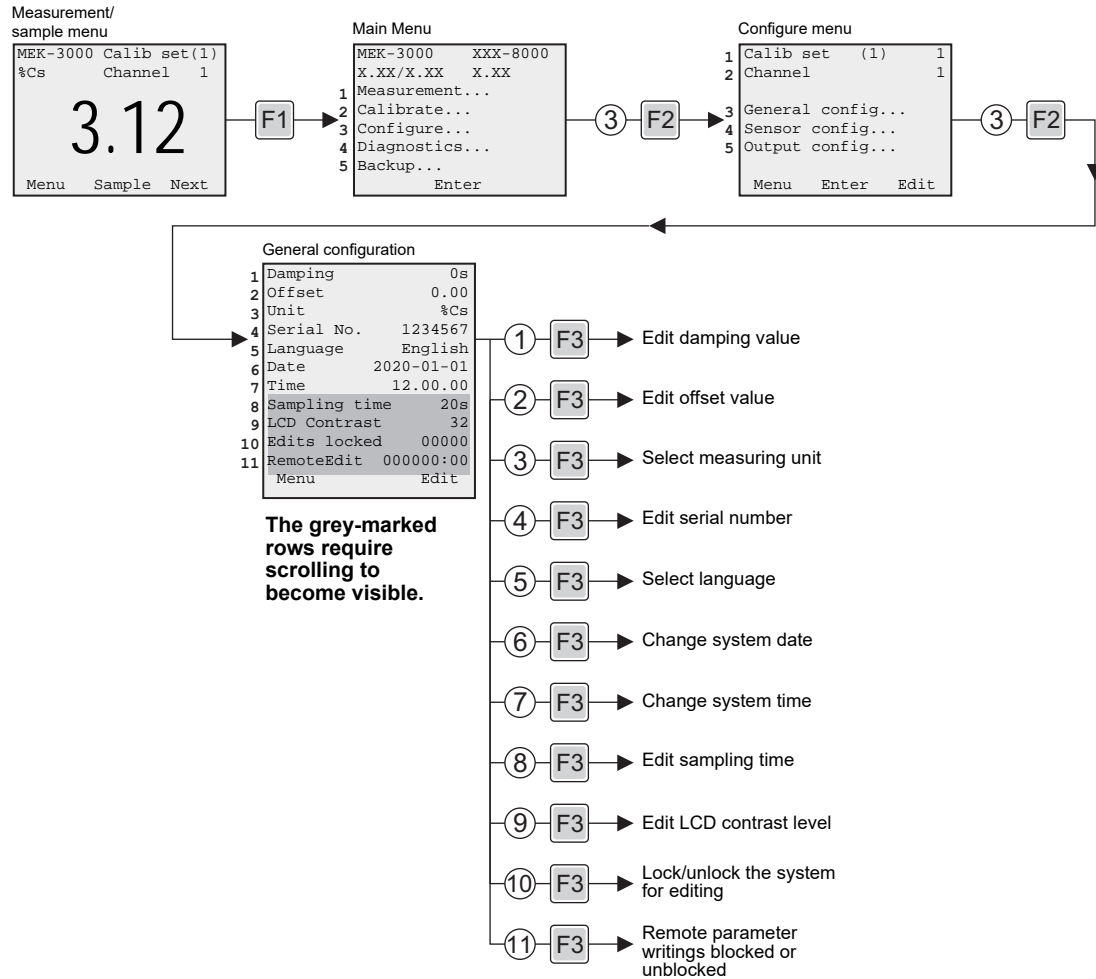 Measurement/
sample menu
MEK-3000 Calib set(1)
%Cs Channel 1
3.12
Menu Sample Next
F1
Main Menu
MEK-3000 XXX-8000
X.XX/X.XX X.XX
1 Measurement...
2 Calibrate...
3 Configure...
4 Diagnostics...
5 Backup...
Enter
3 F2
Configure menu
1 Calib set (1) 1
2 Channel 1
3 General config...
4 Sensor config...
5 Output config...
Menu Enter Edit
3 F2
General configuration
1 Damping 0s
2 Offset 0.00
3 Unit %Cs
4 Serial No. 1234567
5 Language English
6 Date 2020-01-01
7 Time 12.00.00
8 Sampling time 20s
9 LCD Contrast 32
10 Edits locked 00000
11 RemoteEdit 000000:00
Menu Edit
The grey-marked
rows require
scrolling to
become visible.
1 F3 Edit damping value
2 F3 Edit offset value
3 F3 Select measuring unit
4 F3 Edit serial number
5 F3 Select language
6 F3 Change system date
7 F3 Change system time
8 F3 Edit sampling time
9 F3 Edit LCD contrast level
10 F3 Lock/unlock the system
for editing
11 F3 Remote parameter
writings blocked or
unblocked